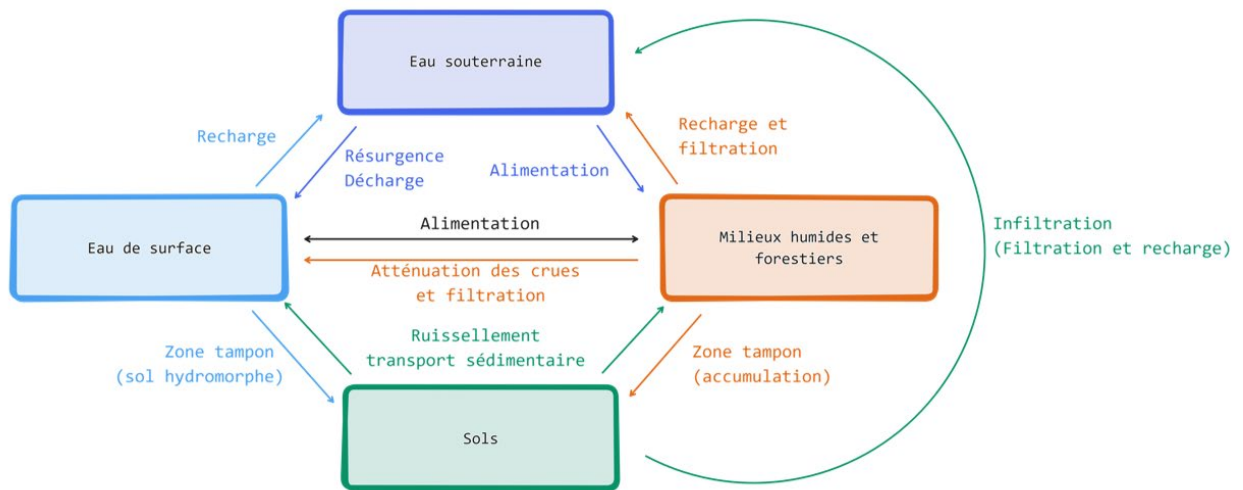 Eau souterraine
Recharge
Résurgence
Décharge
Alimentation
Recharge et
filtration
Eau de surface
Alimentation
Atténuation des crues
et filtration
Milieux humides et
forestiers
Infiltration
(Filtration et recharge)
Zone tampon
(sol hydromorphe)
Ruissellement
transport sédimentaire
Zone tampon
(accumulation)
Sols